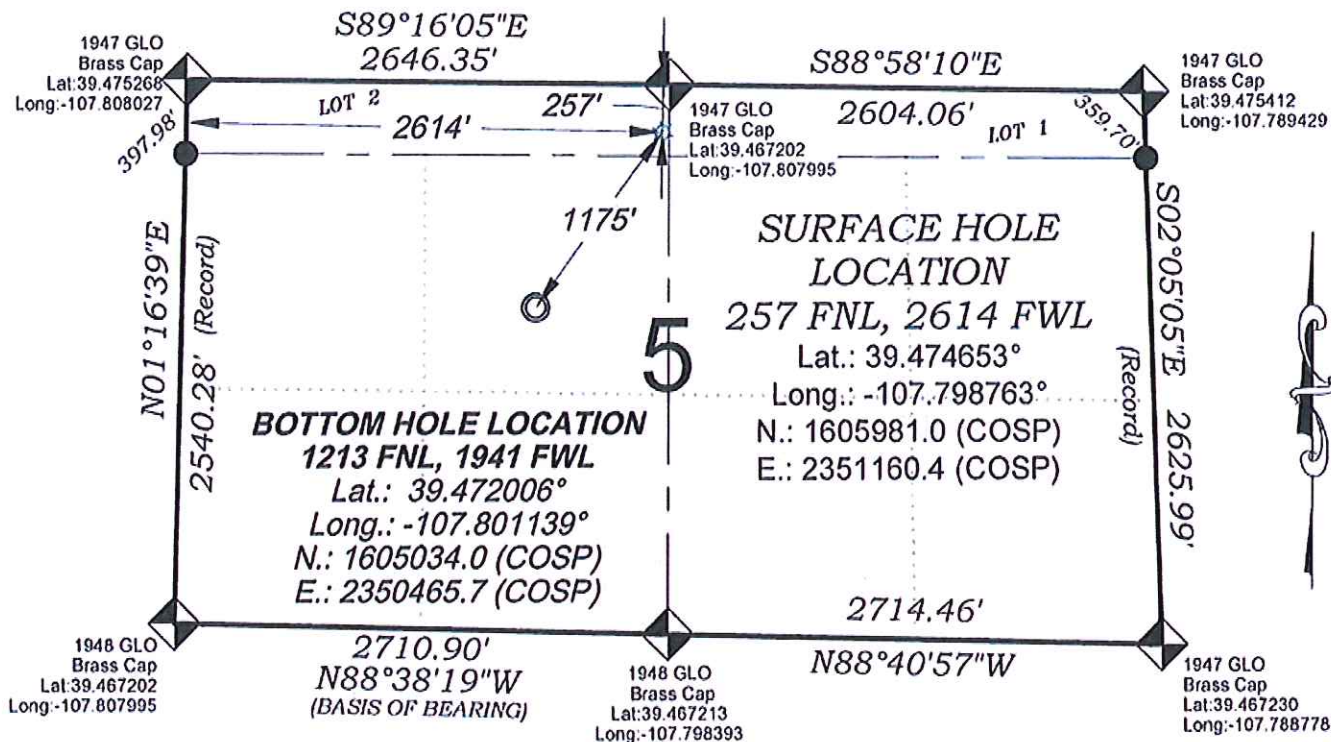 S89°16'05"E
2646.35'
S88°58'10"E
2604.06'
1947 GLO
Brass Cap
Lat:39.475268
Long:-107.808027
397.98'
LOT 2
257'
2614'
1947 GLO
Brass Cap
Lat:39.467202
Long:-107.807995
LOT 1
359.70'
1947 GLO
Brass Cap
Lat:39.475412
Long:-107.789429
1175'
N01°16'39"E
2540.28' (Record)
SURFACE HOLE
LOCATION
257 FNL, 2614 FWL
Lat.: 39.474653°
Long.: -107.798763°
N.: 1605981.0 (COSP)
E.: 2351160.4 (COSP)
5
S02°05'05"E 2625.99'
(Record)
BOTTOM HOLE LOCATION
1213 FNL, 1941 FWL
Lat.: 39.472006°
Long.: -107.801139°
N.: 1605034.0 (COSP)
E.: 2350465.7 (COSP)
1948 GLO
Brass Cap
Lat:39.467202
Long:-107.807995
2710.90'
N88°38'19"W
(BASIS OF BEARING)
1948 GLO
Brass Cap
Lat:39.467213
Long:-107.798393
2714.46'
N88°40'57"W
1947 GLO
Brass Cap
Lat:39.467230
Long:-107.788778